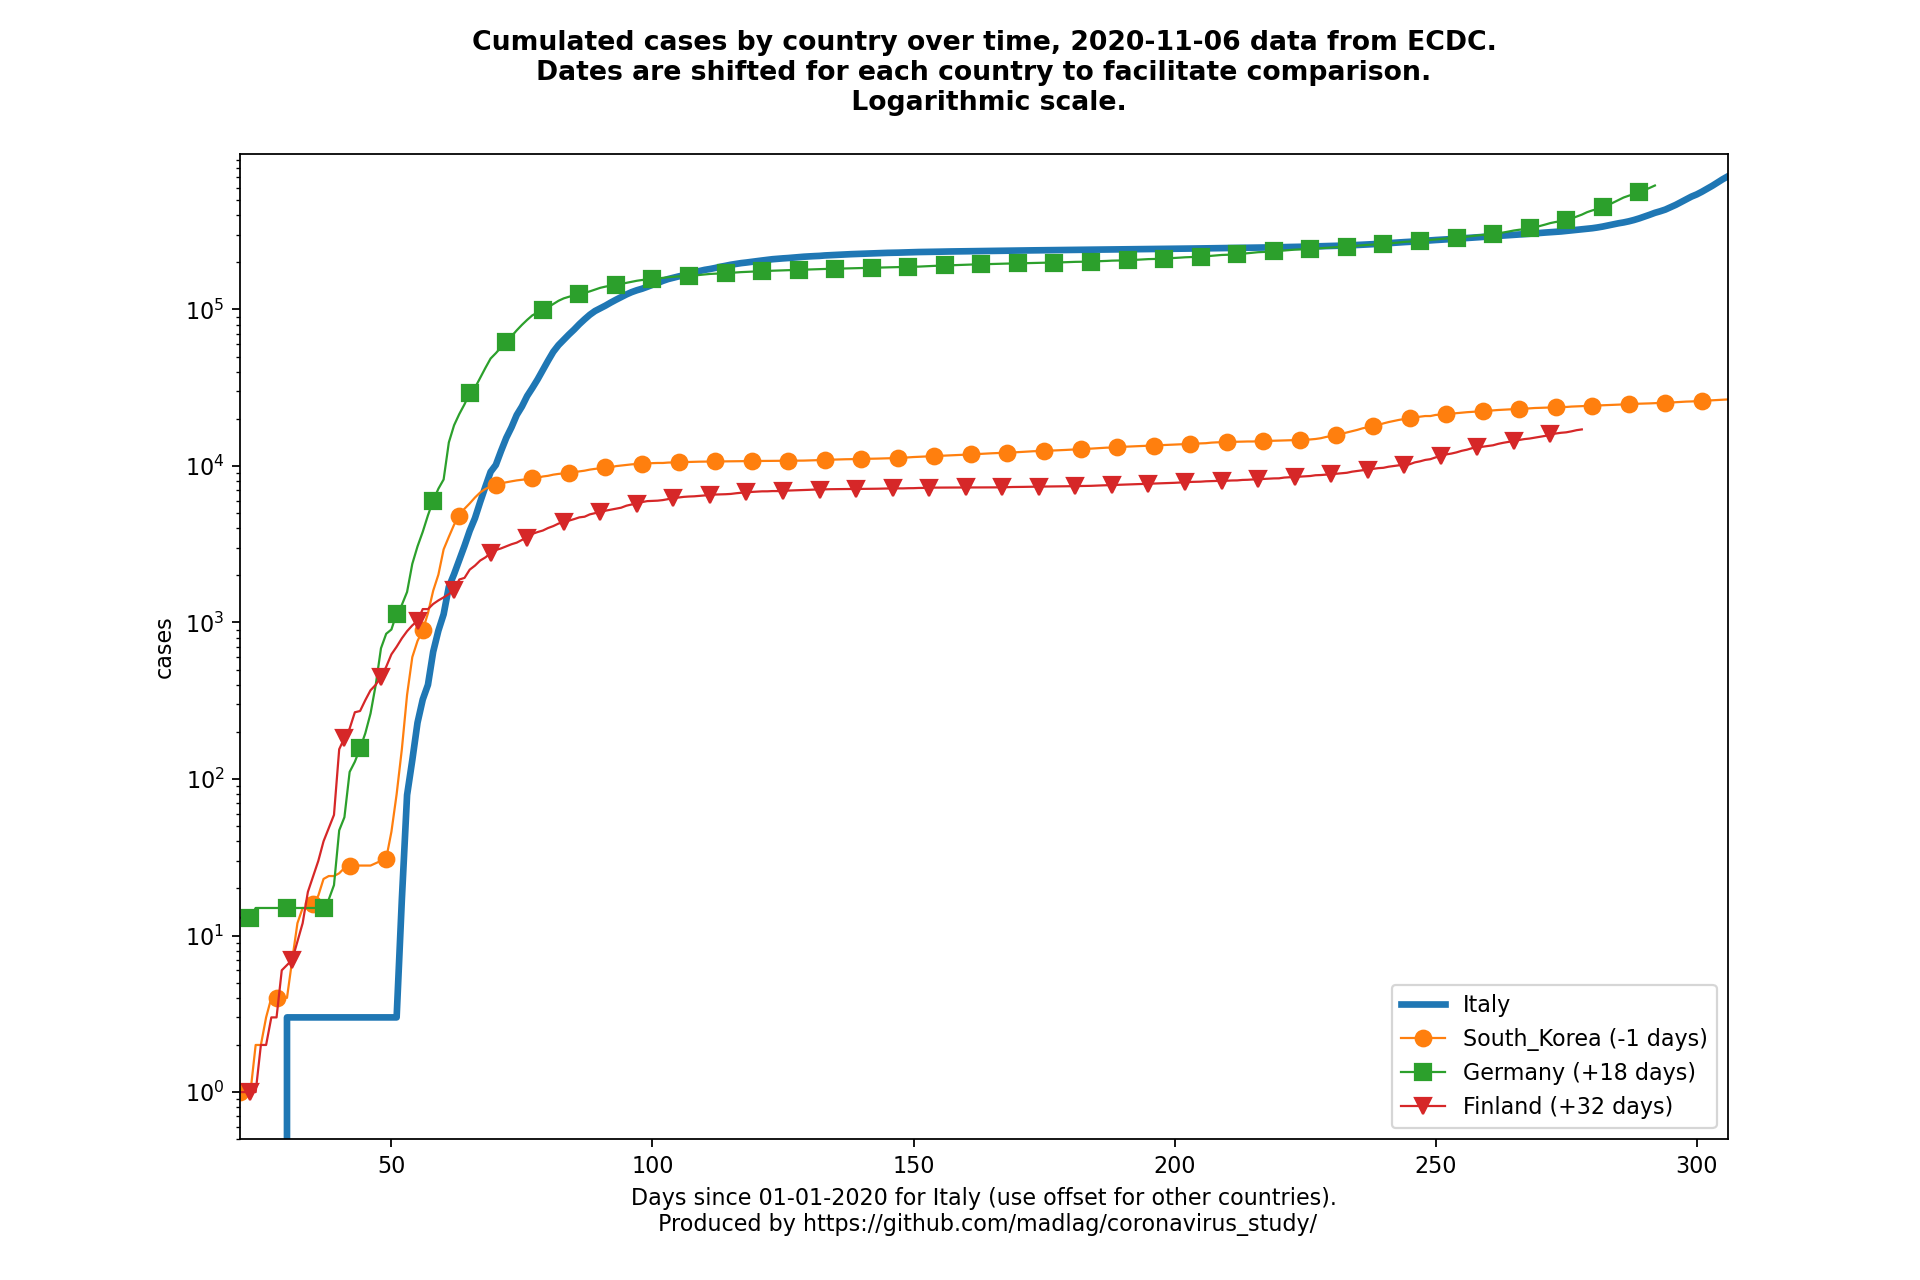 Cumulated cases by country over time, 2020-11-06 data from ECDC.
Dates are shifted for each country to facilitate comparison.
Logarithmic scale.
10^5
10^4
10^3
10^2
10^1
10^0
cases
Italy
South_Korea (-1 days)
Germany (+18 days)
Finland (+32 days)
50 100 150 200 250 300
Days since 01-01-2020 for Italy (use offset for other countries).
Produced by https://github.com/madlag/coronavirus_study/